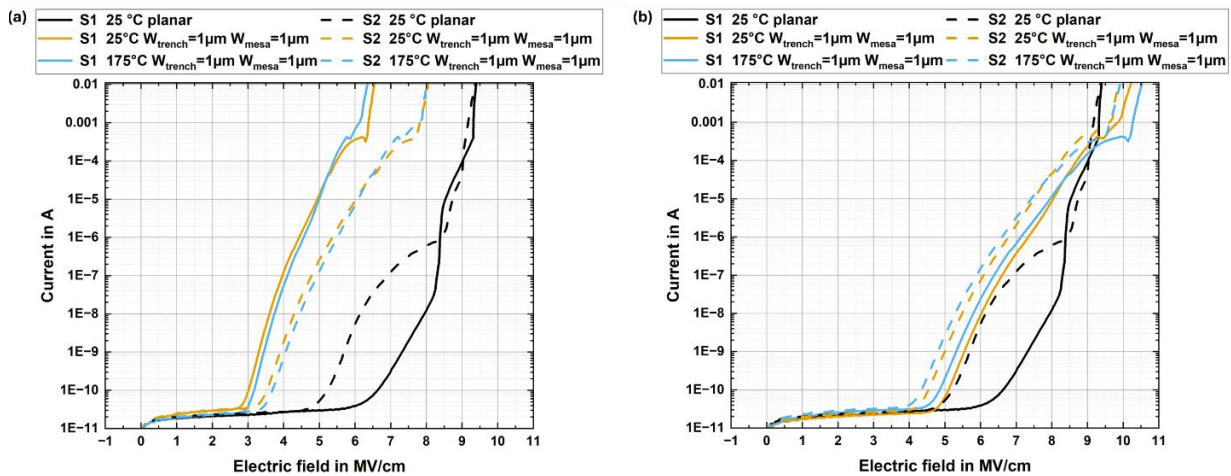 (a)
S1 25 °C planar
S2 25 °C planar
S1 25°C Wtrench=1µm Wmesa=1µm
S2 25°C Wtrench=1µm Wmesa=1µm
S1 175°C Wtrench=1µm Wmesa=1µm
S2 175°C Wtrench=1µm Wmesa=1µm
0.01
0.001
1E-4
1E-5
1E-6
1E-7
1E-8
1E-9
1E-10
1E-11
Current in A
−1 0 1 2 3 4 5 6 7 8 9 10 11
Electric field in MV/cm
(b)
S1 25 °C planar
S2 25 °C planar
S1 25°C Wtrench=1µm Wmesa=1µm
S2 25°C Wtrench=1µm Wmesa=1µm
S1 175°C Wtrench=1µm Wmesa=1µm
S2 175°C Wtrench=1µm Wmesa=1µm
0.01
0.001
1E-4
1E-5
1E-6
1E-7
1E-8
1E-9
1E-10
1E-11
Current in A
−1 0 1 2 3 4 5 6 7 8 9 10 11
Electric field in MV/cm